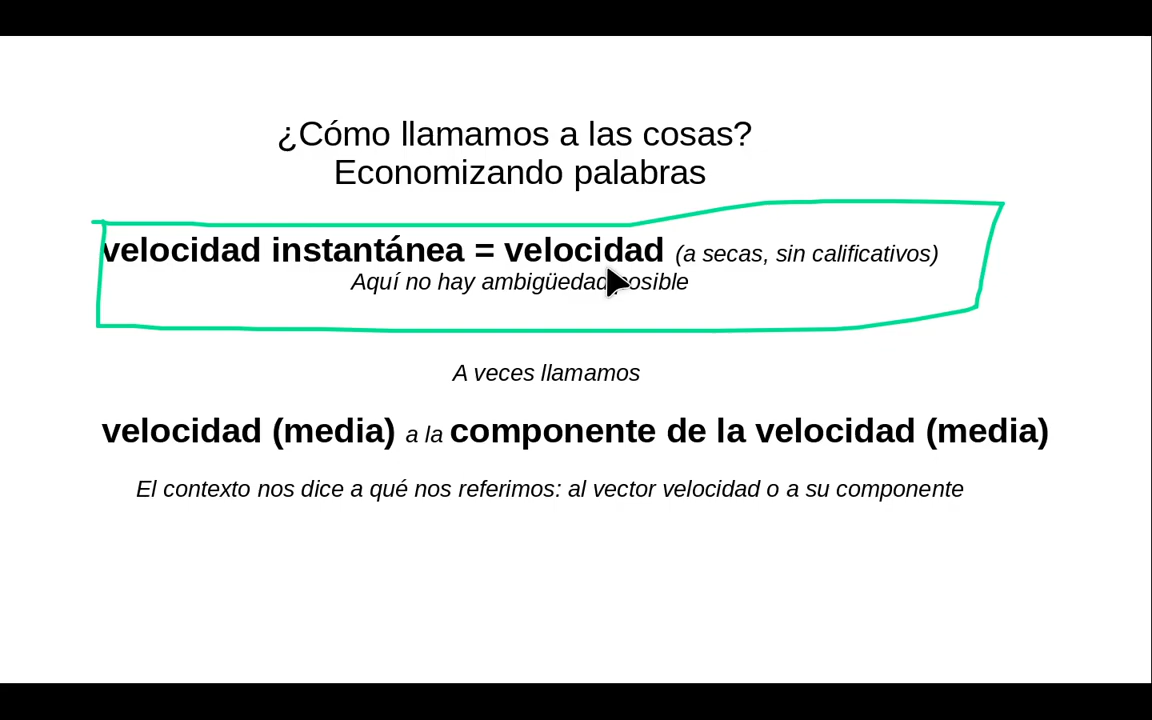 ¿Cómo llamamos a las cosas?
Economizando palabras
velocidad instantánea = velocidad (a secas, sin calificativos)
Aquí no hay ambigüedad posible
A veces llamamos
velocidad (media) a la componente de la velocidad (media)
El contexto nos dice a qué nos referimos: al vector velocidad o a su componente